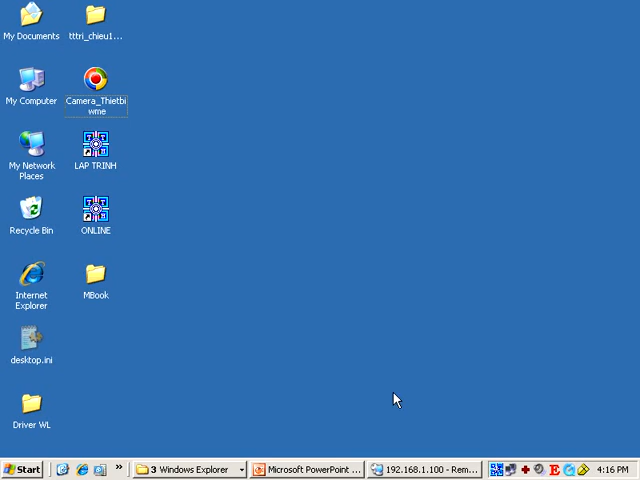 My Documents
tttri_chieu1...
My Computer
Camera_Thietbi
wme
My Network
Places
LAP TRINH
Recycle Bin
ONLINE
Internet
Explorer
MBook
desktop.ini
Driver WL
Start
»
3 Windows Explorer
Microsoft PowerPoint ...
192.168.1.100 - Rem...
E
4:16 PM